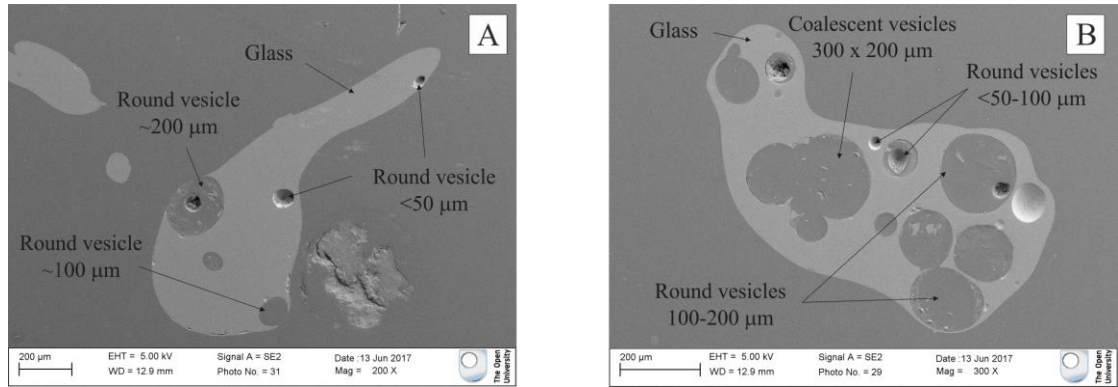 A
Glass
Round vesicle
~200 μm
Round vesicle
<50 μm
Round vesicle
~100 μm
200 μm
EHT = 5.00 kV
WD = 12.9 mm
Signal A = SE2
Photo No. = 31
Date :13 Jun 2017
Mag = 200 X
The Open
University
B
Glass
Coalescent vesicles
300 x 200 μm
Round vesicles
<50-100 μm
Round vesicles
100-200 μm
200 μm
EHT = 5.00 kV
WD = 12.9 mm
Signal A = SE2
Photo No. = 29
Date :13 Jun 2017
Mag = 300 X
The Open
University